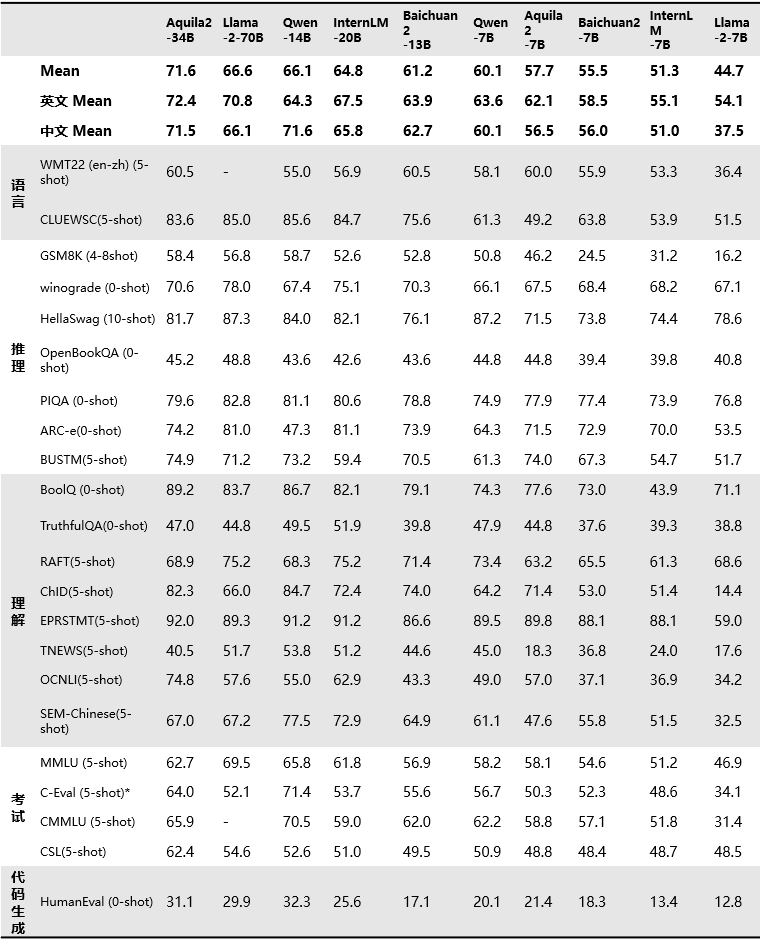 Aquila2-34B Llama-2-70B Qwen-14B InternLM-20B Baichuan2-13B Qwen-7B Aquila2-7B Baichuan2-7B InternLM-7B Llama-2-7B
Mean 71.6 66.6 66.1 64.8 61.2 60.1 57.7 55.5 51.3 44.7
英文 Mean 72.4 70.8 64.3 67.5 63.9 63.6 62.1 58.5 55.1 54.1
中文 Mean 71.5 66.1 71.6 65.8 62.7 60.1 56.5 56.0 51.0 37.5
语言
WMT22 (en-zh) (5-shot) 60.5 - 55.0 56.9 60.5 58.1 60.0 55.9 53.3 36.4
CLUEWSC(5-shot) 83.6 85.0 85.6 84.7 75.6 61.3 49.2 63.8 53.9 51.5
推理
GSM8K (4-8shot) 58.4 56.8 58.7 52.6 52.8 50.8 46.2 24.5 31.2 16.2
winograde (0-shot) 70.6 78.0 67.4 75.1 70.3 66.1 67.5 68.4 68.2 67.1
HellaSwag (10-shot) 81.7 87.3 84.0 82.1 76.1 87.2 71.5 73.8 74.4 78.6
OpenBookQA (0-shot) 45.2 48.8 43.6 42.6 43.6 44.8 44.8 39.4 39.8 40.8
PIQA (0-shot) 79.6 82.8 81.1 80.6 78.8 74.9 77.9 77.4 73.9 76.8
ARC-e(0-shot) 74.2 81.0 47.3 81.1 73.9 64.3 71.5 72.9 70.0 53.5
BUSTM(5-shot) 74.9 71.2 73.2 59.4 70.5 61.3 74.0 67.3 54.7 51.7
理解
BoolQ (0-shot) 89.2 83.7 86.7 82.1 79.1 74.3 77.6 73.0 43.9 71.1
TruthfulQA(0-shot) 47.0 44.8 49.5 51.9 39.8 47.9 44.8 37.6 39.3 38.8
RAFT(5-shot) 68.9 75.2 68.3 75.2 71.4 73.4 63.2 65.5 61.3 68.6
ChID(5-shot) 82.3 66.0 84.7 72.4 74.0 64.2 71.4 53.0 51.4 14.4
EPRSTMT(5-shot) 92.0 89.3 91.2 91.2 86.6 89.5 89.8 88.1 88.1 59.0
TNEWS(5-shot) 40.5 51.7 53.8 51.2 44.6 45.0 18.3 36.8 24.0 17.6
OCNLI(5-shot) 74.8 57.6 55.0 62.9 43.3 49.0 57.0 37.1 36.9 34.2
SEM-Chinese(5-shot) 67.0 67.2 77.5 72.9 64.9 61.1 47.6 55.8 51.5 32.5
考试
MMLU (5-shot) 62.7 69.5 65.8 61.8 56.9 58.2 58.1 54.6 51.2 46.9
C-Eval (5-shot)* 64.0 52.1 71.4 53.7 55.6 56.7 50.3 52.3 48.6 34.1
CMMLU (5-shot) 65.9 - 70.5 59.0 62.0 62.2 58.8 57.1 51.8 31.4
CSL(5-shot) 62.4 54.6 52.6 51.0 49.5 50.9 48.8 48.4 48.7 48.5
代码生成
HumanEval (0-shot) 31.1 29.9 32.3 25.6 17.1 20.1 21.4 18.3 13.4 12.8